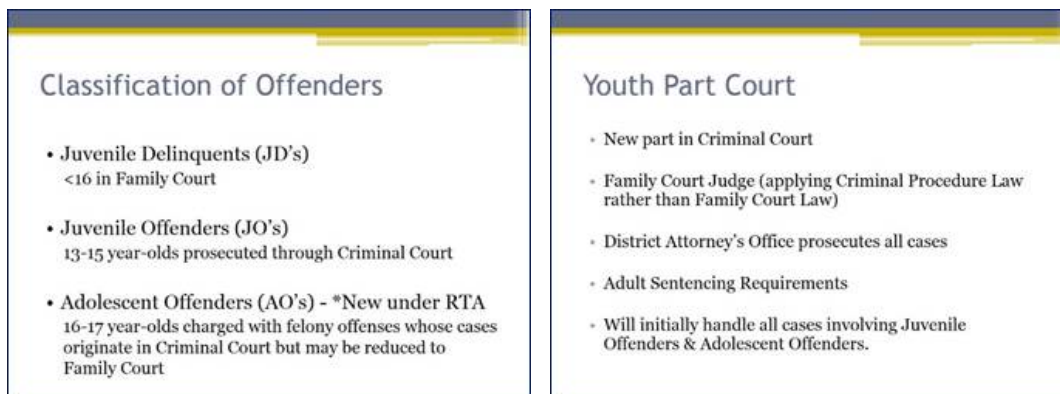 Classification of Offenders
• Juvenile Delinquents (JD's)
<16 in Family Court
• Juvenile Offenders (JO's)
13-15 year-olds prosecuted through Criminal Court
• Adolescent Offenders (AO's) - *New under RTA
16-17 year-olds charged with felony offenses whose cases
originate in Criminal Court but may be reduced to
Family Court
Youth Part Court
• New part in Criminal Court
• Family Court Judge (applying Criminal Procedure Law
rather than Family Court Law)
• District Attorney's Office prosecutes all cases
• Adult Sentencing Requirements
• Will initially handle all cases involving Juvenile
Offenders & Adolescent Offenders.